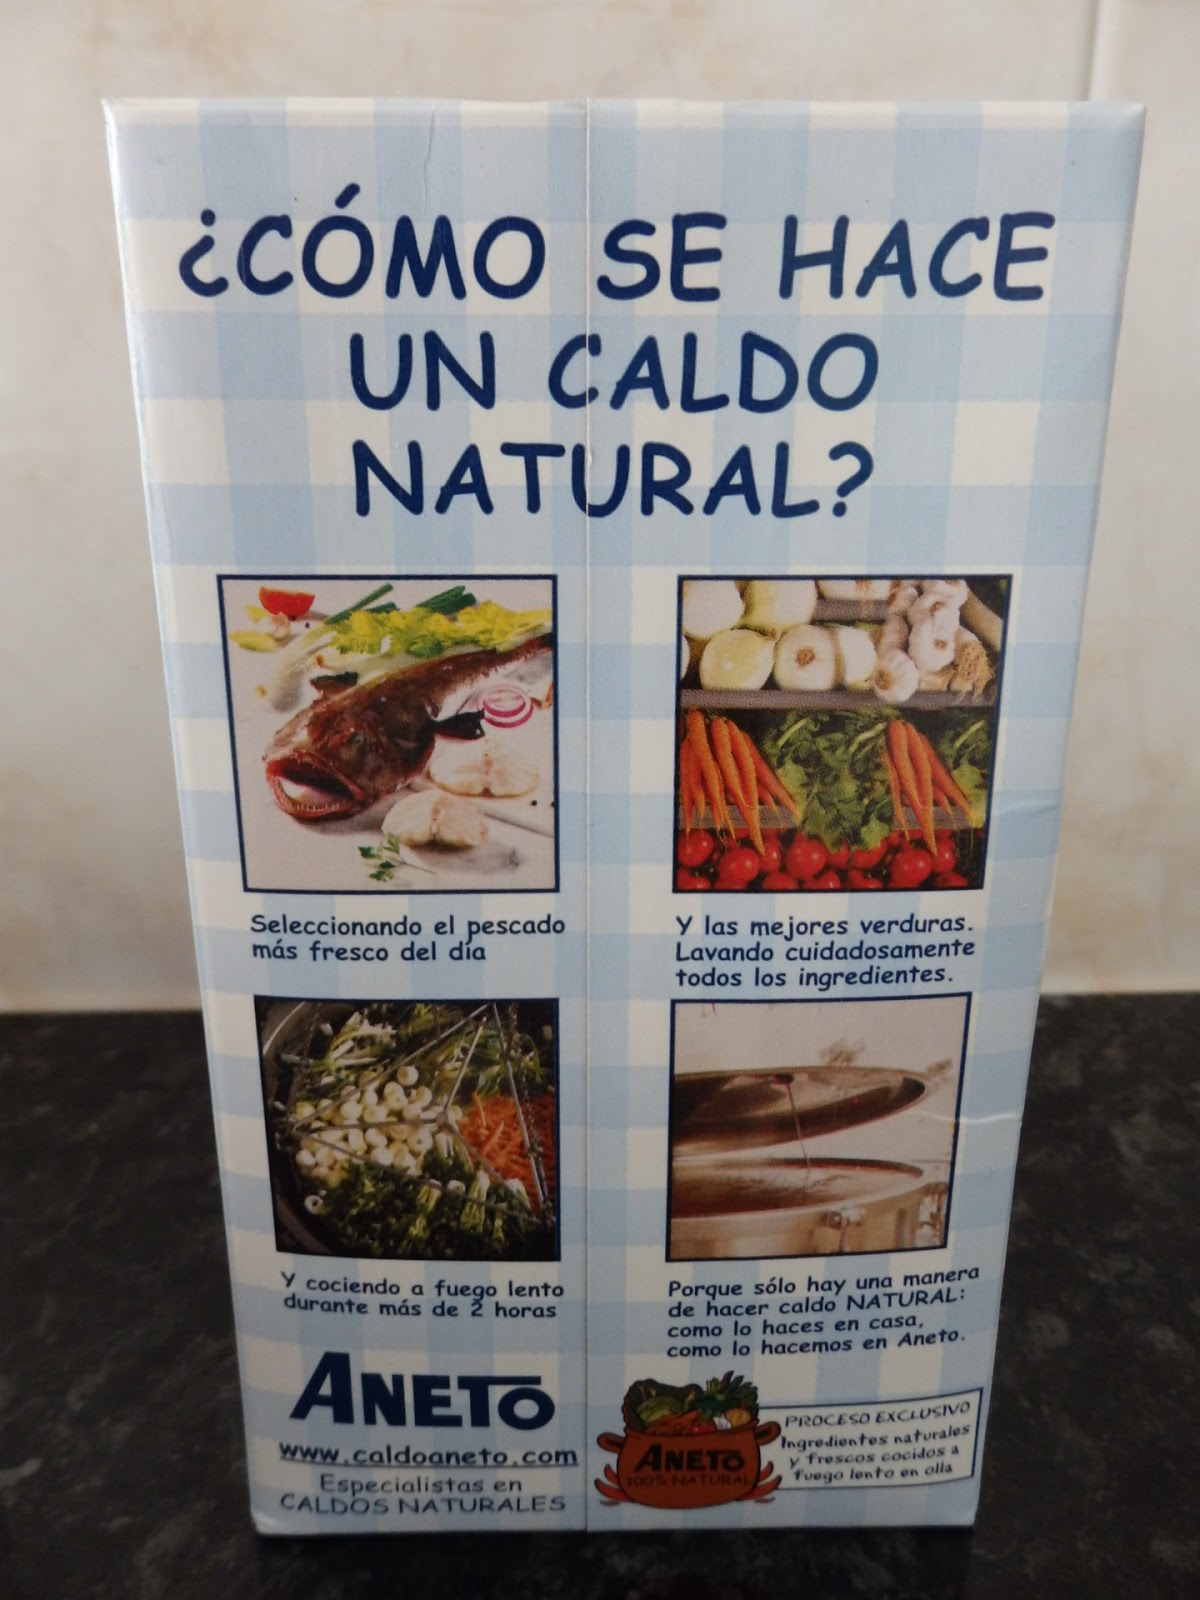 ¿CÓMO SE HACE
UN CALDO
NATURAL?
Seleccionando el pescado
más fresco del día
Y las mejores verduras.
Lavando cuidadosamente
todos los ingredientes.
Y cociendo a fuego lento
durante más de 2 horas
Porque sólo hay una manera
de hacer caldo NATURAL:
como lo haces en casa,
como lo hacemos en Aneto.
ANETO
www.caldoaneto.com
Especialistas en
CALDOS NATURALES
ANETO
100% NATURAL
PROCESO EXCLUSIVO
Ingredientes naturales
y frescos cocidos a
fuego lento en olla